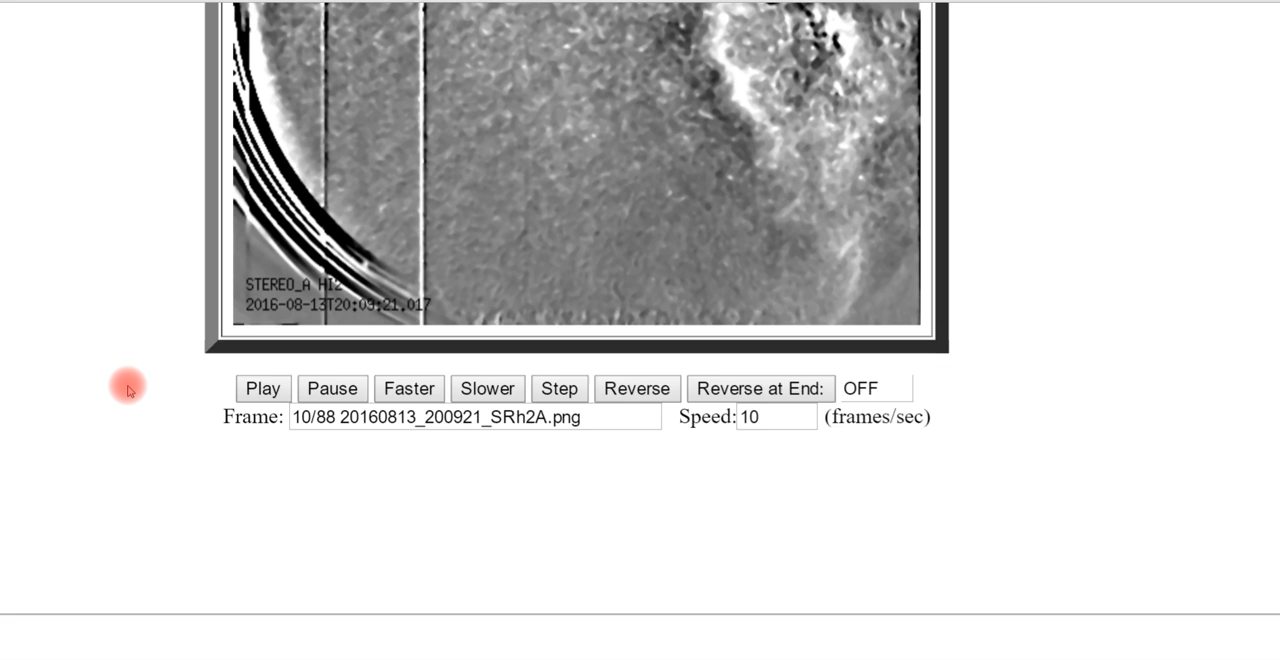 STEREO_A HI2
2016-08-13T20:09:21.017
Play Pause Faster Slower Step Reverse Reverse at End: OFF
Frame: 10/88 20160813_200921_SRh2A.png Speed: 10 (frames/sec)